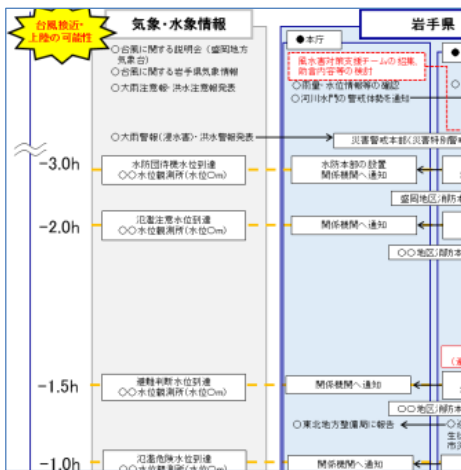 台風接近・
上陸の可能性
気象・水象情報
岩手県
●本庁
○台風に関する説明会（盛岡地方
気象台）
○台風に関する岩手県気象情報
○大雨注意報・洪水注意報発表
風水害対策支援チームの招集、
助言内容等の検討
○雨量・水位情報等の確認
○河川水門の警戒体勢を通知
○大雨警報（浸水害）・洪水警報発表
災害警戒本部（災害特別警
-3.0h
水防団待機水位到達
○○水位観測所（水位○m）
水防本部の設置
関係機関へ通知
盛岡地区消防本
-2.0h
氾濫注意水位到達
○○水位観測所（水位○m）
関係機関へ通知
○○地区消防本
-1.5h
避難判断水位到達
○○水位観測所（水位○m）
関係機関へ通知
○○地区消防本
○東北地方整備局に報告
-1.0h
氾濫危険水位到達
○○水位観測所（水位○m）
関係機関へ通知